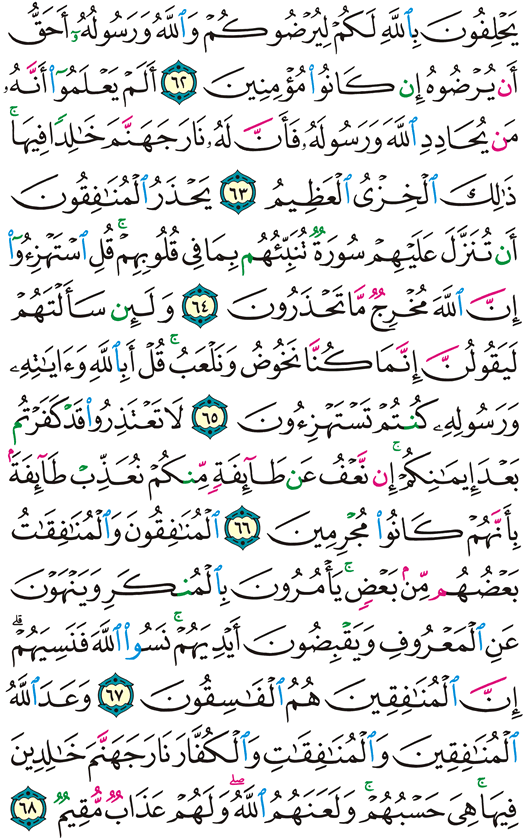 يَحْلِفُونَ بِٱللَّهِ لَكُمْ لِيُرْضُوكُمْ وَٱللَّهُ وَرَسُولُهُۥٓ أَحَقُّ
أَن يُرْضُوهُ إِن كَانُوا۟ مُؤْمِنِينَ ٦٢ أَلَمْ يَعْلَمُوٓا۟ أَنَّهُۥ
مَن يُحَادِدِ ٱللَّهَ وَرَسُولَهُۥ فَأَنَّ لَهُۥ نَارَ جَهَنَّمَ خَـٰلِدًا فِيهَا ۚ
ذَٰلِكَ ٱلْخِزْىُ ٱلْعَظِيمُ ٦٣ يَحْذَرُ ٱلْمُنَـٰفِقُونَ
أَن تُنَزَّلَ عَلَيْهِمْ سُورَةٌ تُنَبِّئُهُم بِمَا فِى قُلُوبِهِمْ ۚ قُلِ ٱسْتَهْزِءُوٓا۟
إِنَّ ٱللَّهَ مُخْرِجٌ مَّا تَحْذَرُونَ ٦٤ وَلَئِن سَأَلْتَهُمْ
لَيَقُولُنَّ إِنَّمَا كُنَّا نَخُوضُ وَنَلْعَبُ ۚ قُلْ أَبِٱللَّهِ وَءَايَـٰتِهِۦ
وَرَسُولِهِۦ كُنتُمْ تَسْتَهْزِءُونَ ٦٥ لَا تَعْتَذِرُوا۟ قَدْ كَفَرْتُم
بَعْدَ إِيمَـٰنِكُمْ ۚ إِن نَّعْفُ عَن طَآئِفَةٍ مِّنكُمْ نُعَذِّبْ طَآئِفَةًۢ
بِأَنَّهُمْ كَانُوا۟ مُجْرِمِينَ ٦٦ ٱلْمُنَـٰفِقُونَ وَٱلْمُنَـٰفِقَـٰتُ
بَعْضُهُم مِّنۢ بَعْضٍ ۚ يَأْمُرُونَ بِٱلْمُنكَرِ وَيَنْهَوْنَ
عَنِ ٱلْمَعْرُوفِ وَيَقْبِضُونَ أَيْدِيَهُمْ ۚ نَسُوا۟ ٱللَّهَ فَنَسِيَهُمْ ۗ
إِنَّ ٱلْمُنَـٰفِقِينَ هُمُ ٱلْفَـٰسِقُونَ ٦٧ وَعَدَ ٱللَّهُ
ٱلْمُنَـٰفِقِينَ وَٱلْمُنَـٰفِقَـٰتِ وَٱلْكُفَّارَ نَارَ جَهَنَّمَ خَـٰلِدِينَ
فِيهَا ۚ هِىَ حَسْبُهُمْ ۚ وَلَعَنَهُمُ ٱللَّهُ ۖ وَلَهُمْ عَذَابٌ مُّقِيمٌ ٦٨